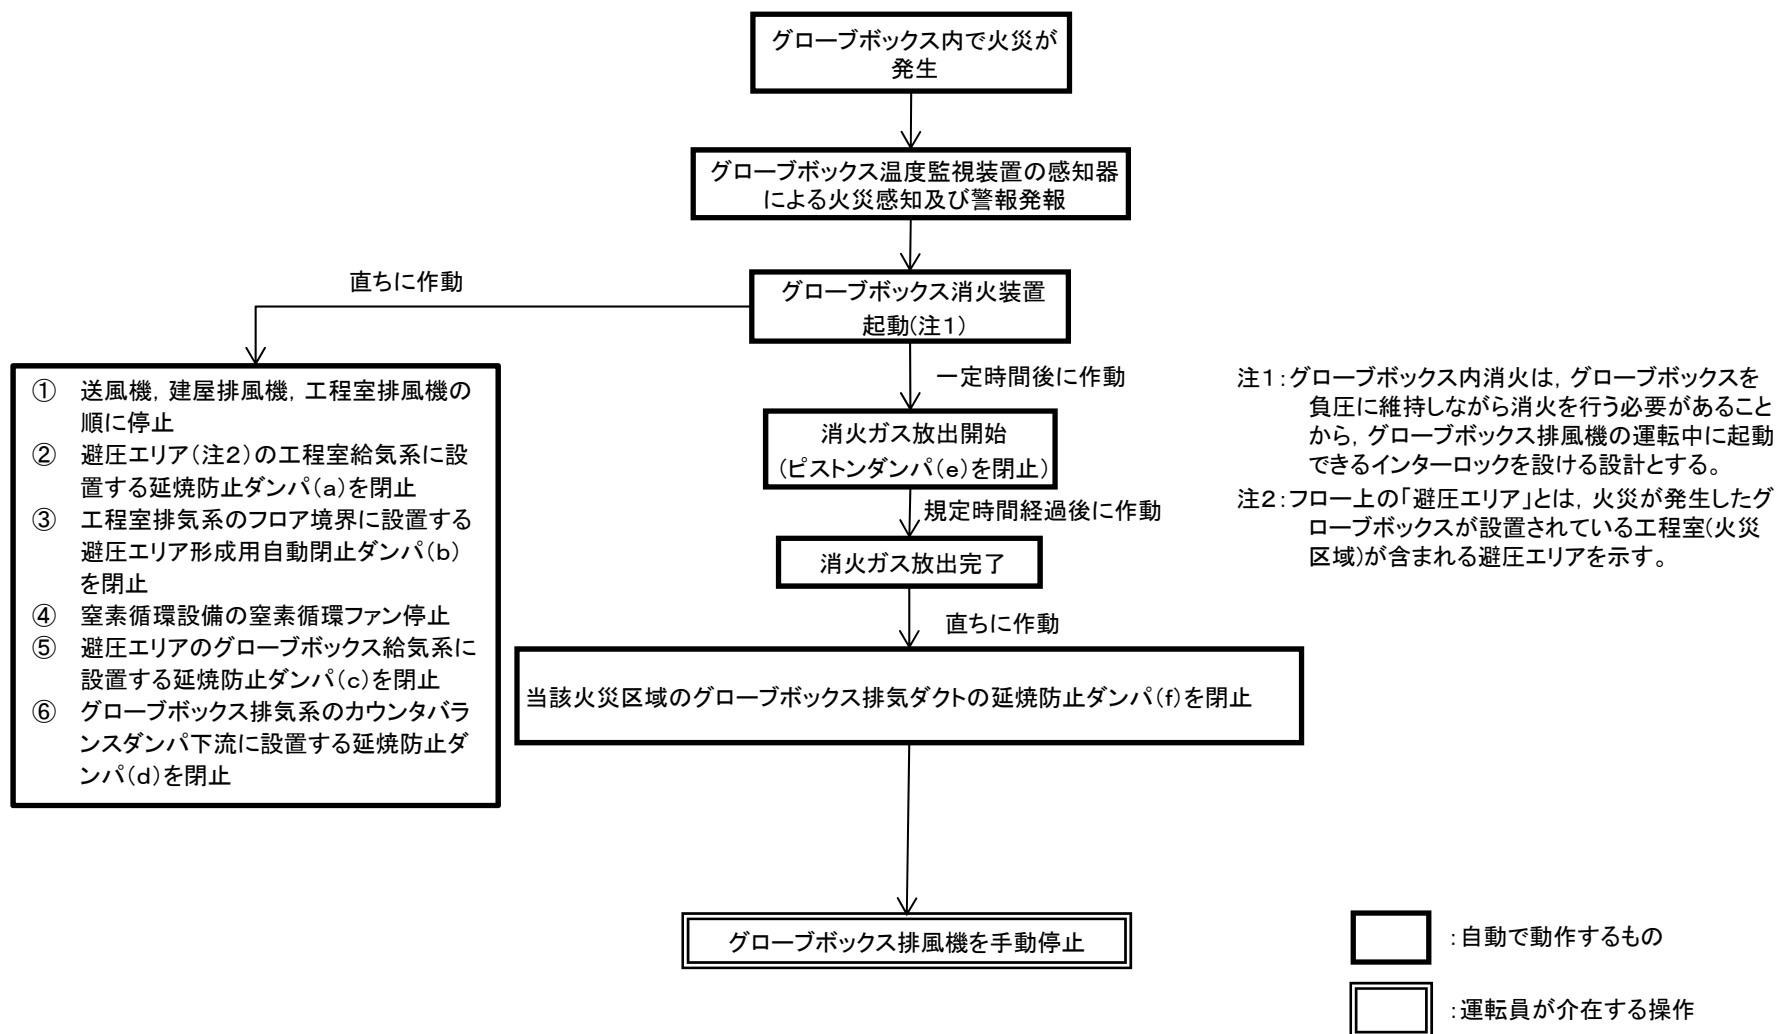 グローブボックス内で火災が
発生
グローブボックス温度監視装置の感知器
による火災感知及び警報発報
直ちに作動
グローブボックス消火装置
起動(注1)
一定時間後に作動
① 送風機，建屋排風機，工程室排風機の
順に停止
② 避圧エリア(注2)の工程室給気系に設
置する延焼防止ダンパ(a)を閉止
③ 工程室排気系のフロア境界に設置する
避圧エリア形成用自動閉止ダンパ(b)
を閉止
④ 窒素循環設備の窒素循環ファン停止
⑤ 避圧エリアのグローブボックス給気系に
設置する延焼防止ダンパ(c)を閉止
⑥ グローブボックス排気系のカウンタバラ
ンスダンパ下流に設置する延焼防止ダ
ンパ(d)を閉止
消火ガス放出開始
(ピストンダンパ(e)を閉止)
規定時間経過後に作動
消火ガス放出完了
直ちに作動
当該火災区域のグローブボックス排気ダクトの延焼防止ダンパ(f)を閉止
グローブボックス排風機を手動停止
注1：グローブボックス内消火は，グローブボックスを
負圧に維持しながら消火を行う必要があること
から，グローブボックス排風機の運転中に起動
できるインターロックを設ける設計とする。
注2：フロー上の「避圧エリア」とは，火災が発生したグ
ローブボックスが設置されている工程室(火災
区域)が含まれる避圧エリアを示す。
：自動で動作するもの
：運転員が介在する操作